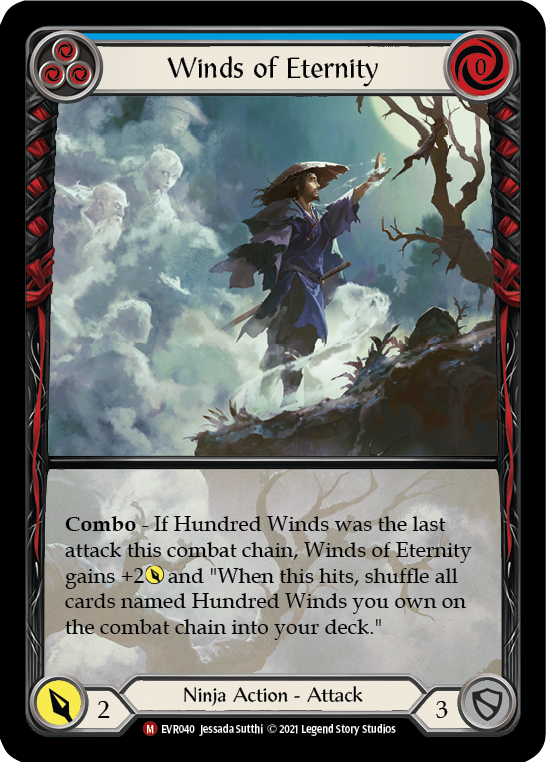 Winds of Eternity
0
Combo - If Hundred Winds was the last
attack this combat chain, Winds of Eternity
gains +2 and "When this hits, shuffle all
cards named Hundred Winds you own on
the combat chain into your deck."
2
Ninja Action - Attack
3
M EVR040 Jessada Sutthi © 2021 Legend Story Studios